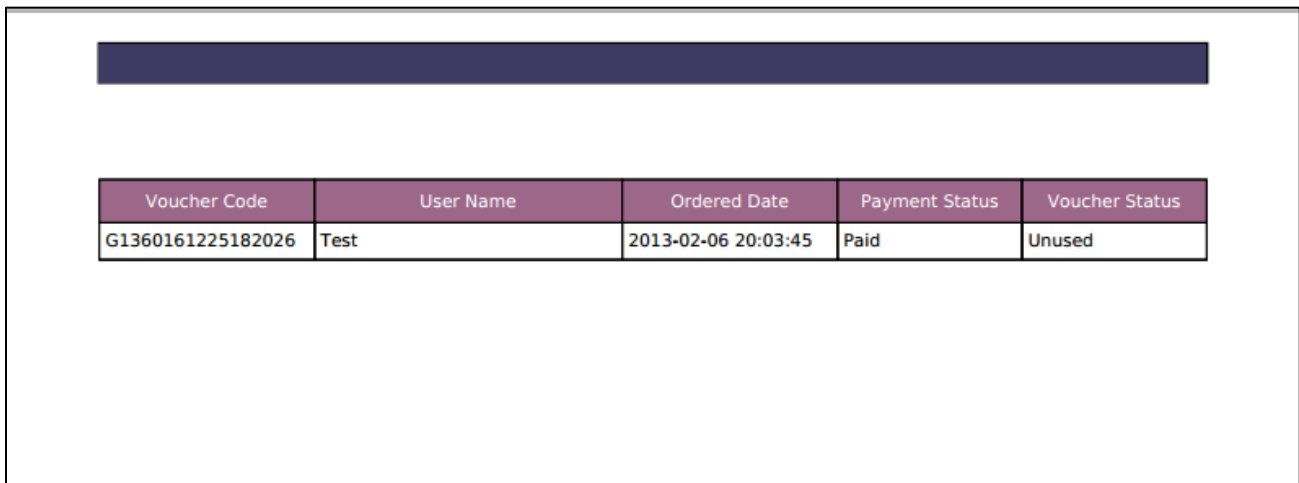 Voucher Code User Name Ordered Date Payment Status Voucher Status
G1360161225182026 Test 2013-02-06 20:03:45 Paid Unused